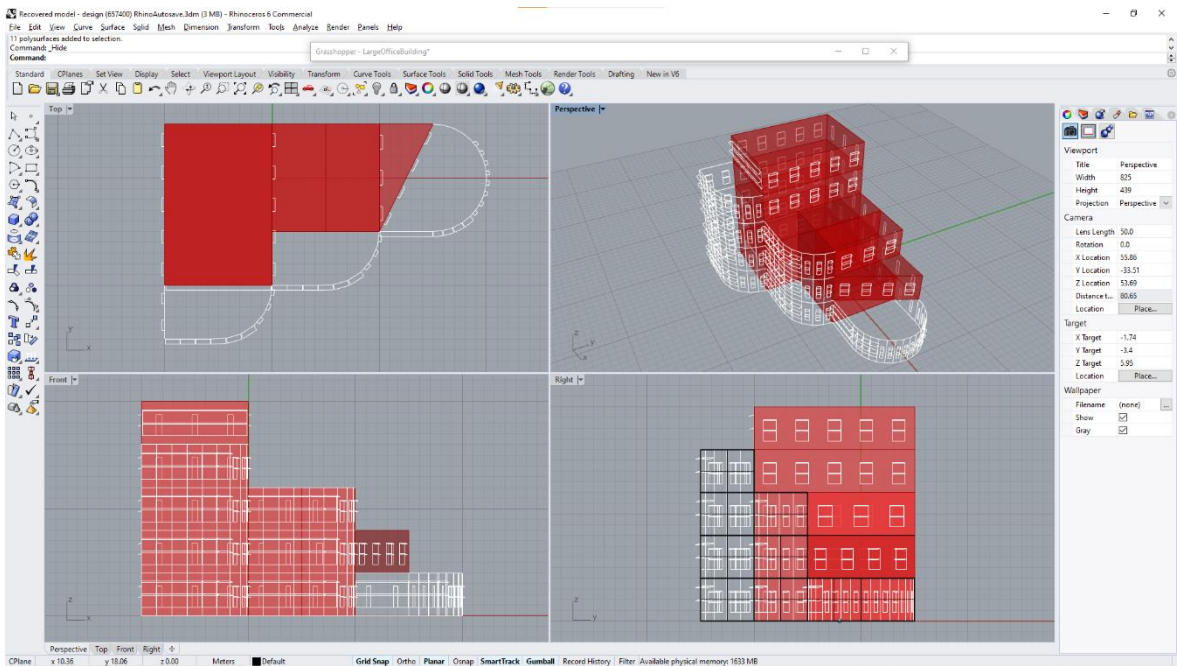 Recovered model - design (657400) RhinoAutosave.3dm (3 MB) - Rhinoceros 6 Commercial
File Edit View Curve Surface Solid Mesh Dimension Transform Tools Analyze Render Panels Help
11 polysurfaces added to selection.
Command: _Hide
Command:
Grasshopper - LargeOfficeBuilding*
Standard CPlanes Set View Display Select Viewport Layout Visibility Transform Curve Tools Surface Tools Solid Tools Mesh Tools Render Tools Drafting New in V6
Top
Perspective
Viewport
Title Perspective
Width 825
Height 439
Projection Perspective
Camera
Lens Length 50.0
Rotation 0.0
X Location 55.86
Y Location -33.51
Z Location 53.69
Distance t... 80.65
Location Place...
Target
X Target -1.74
Y Target -3.4
Z Target 5.95
Location Place...
Wallpaper
Filename (none) ...
Show
Gray
y
x
z
y
x
Front
Right
z
x
z
y
Perspective Top Front Right
CPlane x 10.36 y 18.06 z 0.00 Meters Default Grid Snap Ortho Planar Osnap SmartTrack Gumball Record History Filter Available physical memory: 1633 MB